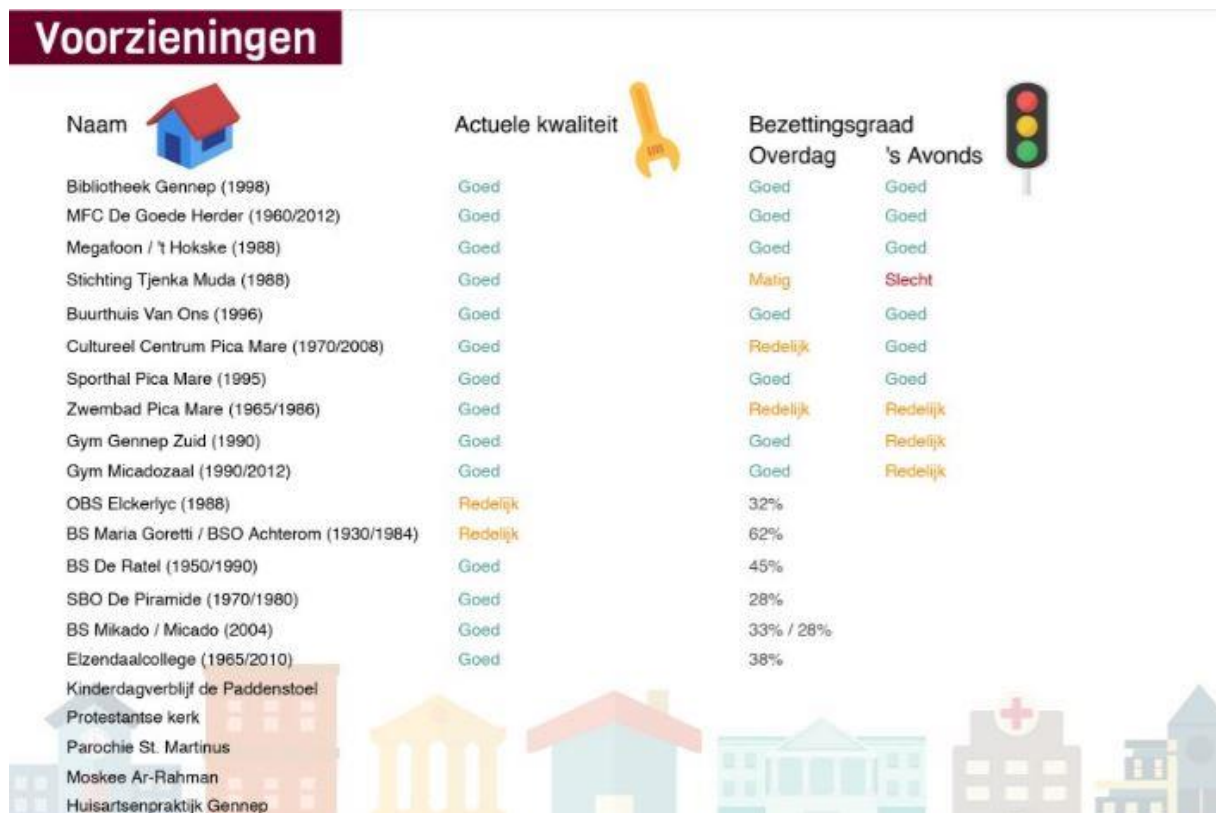 Voorzieningen
Naam Actuele kwaliteit Bezettingsgraad
Overdag 's Avonds
Bibliotheek Gennep (1998) Goed Goed Goed
MFC De Goede Herder (1960/2012) Goed Goed Goed
Megafoon / 't Hokske (1988) Goed Goed Goed
Stichting Tjenka Muda (1988) Goed Matig Slecht
Buurthuis Van Ons (1996) Goed Goed Goed
Cultureel Centrum Pica Mare (1970/2008) Goed Redelijk Goed
Sporthal Pica Mare (1995) Goed Goed Goed
Zwembad Pica Mare (1965/1986) Goed Redelijk Redelijk
Gym Gennep Zuid (1990) Goed Goed Redelijk
Gym Micadozaal (1990/2012) Goed Goed Redelijk
OBS Elckerlyc (1988) Redelijk 32%
BS Maria Goretti / BSO Achterom (1930/1984) Redelijk 62%
BS De Ratel (1950/1990) Goed 45%
SBO De Piramide (1970/1980) Goed 28%
BS Mikado / Micado (2004) Goed 33% / 28%
Elzendaalcollege (1965/2010) Goed 38%
Kinderdagverblijf de Paddenstoel
Protestantse kerk
Parochie St. Martinus
Moskee Ar-Rahman
Huisartsenpraktijk Gennep